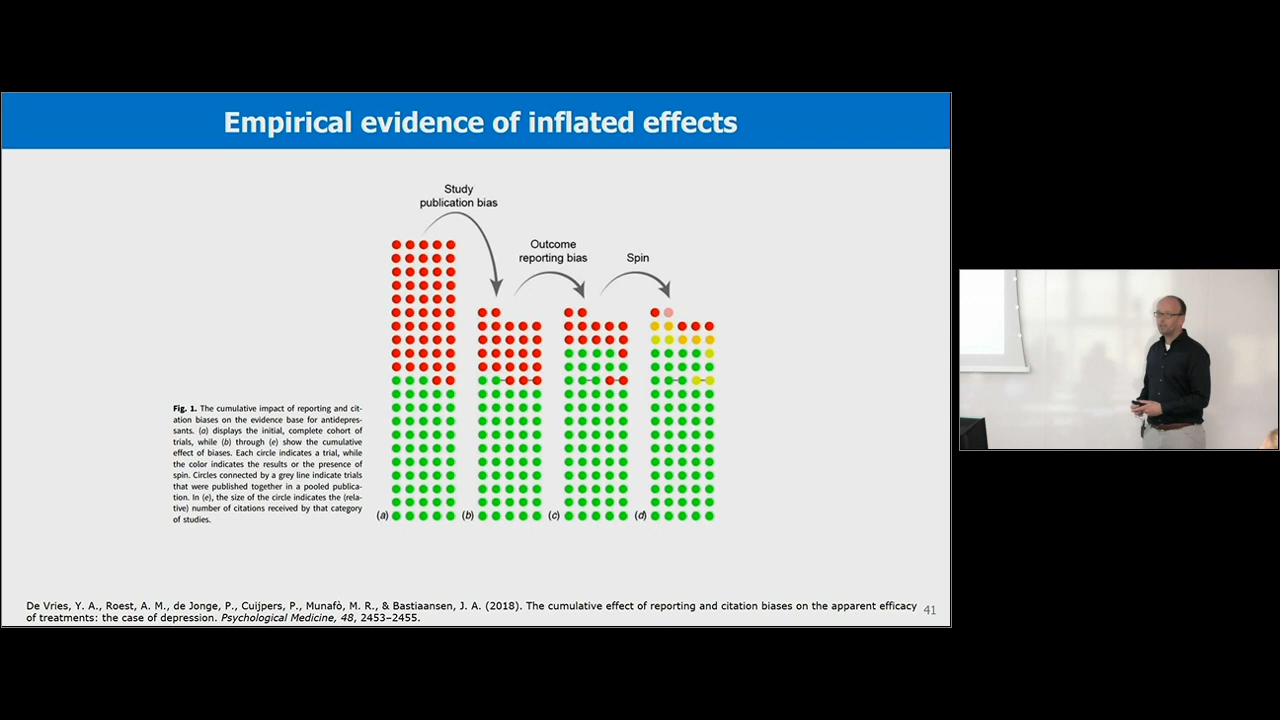 Empirical evidence of inflated effects
Study
publication bias
Outcome
reporting bias
Spin
Fig. 1. The cumulative impact of reporting and cit-
ation biases on the evidence base for antidepres-
sants. (a) displays the initial, complete cohort of
trials, while (b) through (e) show the cumulative
effect of biases. Each circle indicates a trial, while
the color indicates the results or the presence of
spin. Circles connected by a grey line indicate trials
that were published together in a pooled publica-
tion. In (e), the size of the circle indicates the (rela-
tive) number of citations received by that category
of studies.
(a)
(b)
(c)
(d)
De Vries, Y. A., Roest, A. M., de Jonge, P., Cuijpers, P., Munafò, M. R., & Bastiaansen, J. A. (2018). The cumulative effect of reporting and citation biases on the apparent efficacy
of treatments: the case of depression. Psychological Medicine, 48, 2453–2455.
41